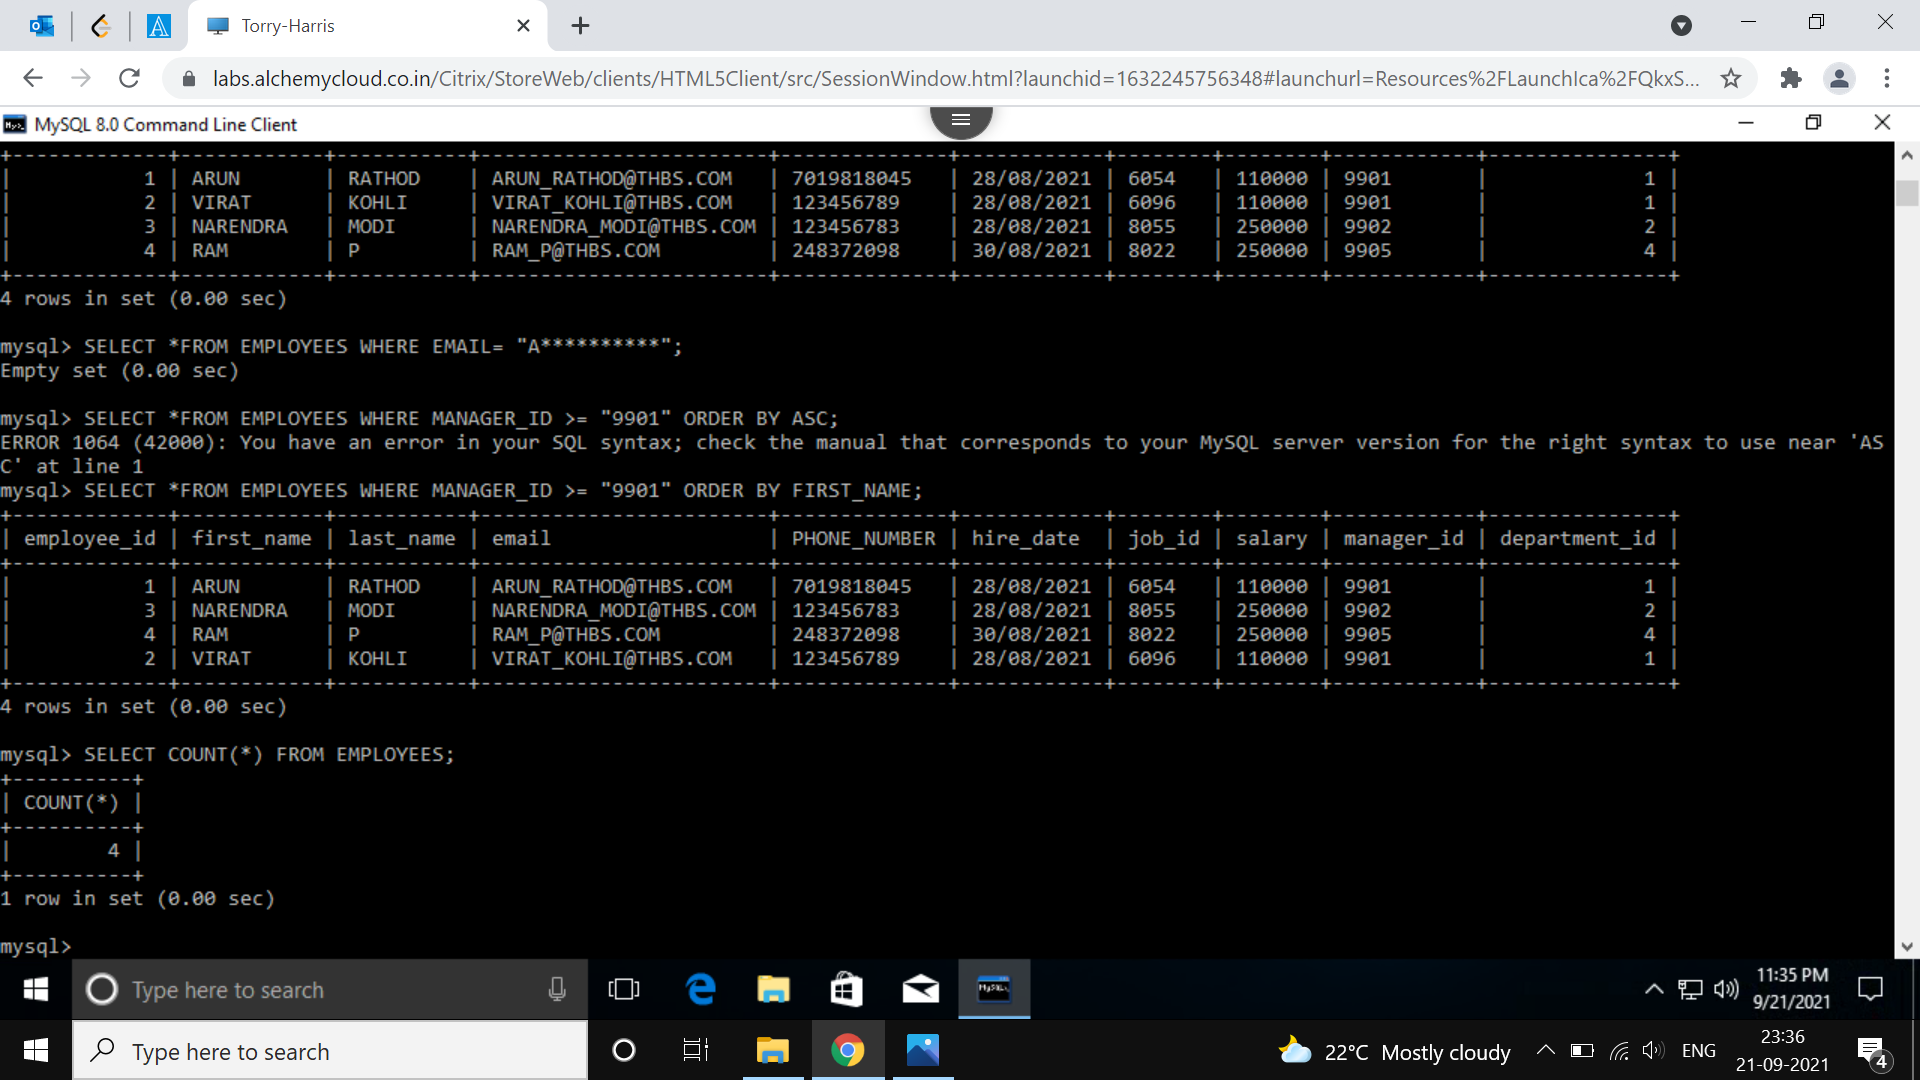 Torry-Harris
labs.alchemycloud.co.in/Citrix/StoreWeb/clients/HTML5Client/src/SessionWindow.html?launchid=1632245756348#launchurl=Resources%2FLaunchIca%2FQkxS...
MySQL 8.0 Command Line Client
| 1 | ARUN | RATHOD | ARUN_RATHOD@THBS.COM | 7019818045 | 28/08/2021 | 6054 | 110000 | 9901 | 1 |
| 2 | VIRAT | KOHLI | VIRAT_KOHLI@THBS.COM | 123456789 | 28/08/2021 | 6096 | 110000 | 9901 | 1 |
| 3 | NARENDRA | MODI | NARENDRA_MODI@THBS.COM | 123456783 | 28/08/2021 | 8055 | 250000 | 9902 | 2 |
| 4 | RAM | P | RAM_P@THBS.COM | 248372098 | 30/08/2021 | 8022 | 250000 | 9905 | 4 |
4 rows in set (0.00 sec)
mysql> SELECT *FROM EMPLOYEES WHERE EMAIL= "A**********";
Empty set (0.00 sec)
mysql> SELECT *FROM EMPLOYEES WHERE MANAGER_ID >= "9901" ORDER BY ASC;
ERROR 1064 (42000): You have an error in your SQL syntax; check the manual that corresponds to your MySQL server version for the right syntax to use near 'AS
C' at line 1
mysql> SELECT *FROM EMPLOYEES WHERE MANAGER_ID >= "9901" ORDER BY FIRST_NAME;
| employee_id | first_name | last_name | email | PHONE_NUMBER | hire_date | job_id | salary | manager_id | department_id |
| 1 | ARUN | RATHOD | ARUN_RATHOD@THBS.COM | 7019818045 | 28/08/2021 | 6054 | 110000 | 9901 | 1 |
| 3 | NARENDRA | MODI | NARENDRA_MODI@THBS.COM | 123456783 | 28/08/2021 | 8055 | 250000 | 9902 | 2 |
| 4 | RAM | P | RAM_P@THBS.COM | 248372098 | 30/08/2021 | 8022 | 250000 | 9905 | 4 |
| 2 | VIRAT | KOHLI | VIRAT_KOHLI@THBS.COM | 123456789 | 28/08/2021 | 6096 | 110000 | 9901 | 1 |
4 rows in set (0.00 sec)
mysql> SELECT COUNT(*) FROM EMPLOYEES;
| COUNT(*) |
| 4 |
1 row in set (0.00 sec)
mysql>
Type here to search
11:35 PM
9/21/2021
Type here to search
22°C Mostly cloudy
ENG
23:36
21-09-2021
4